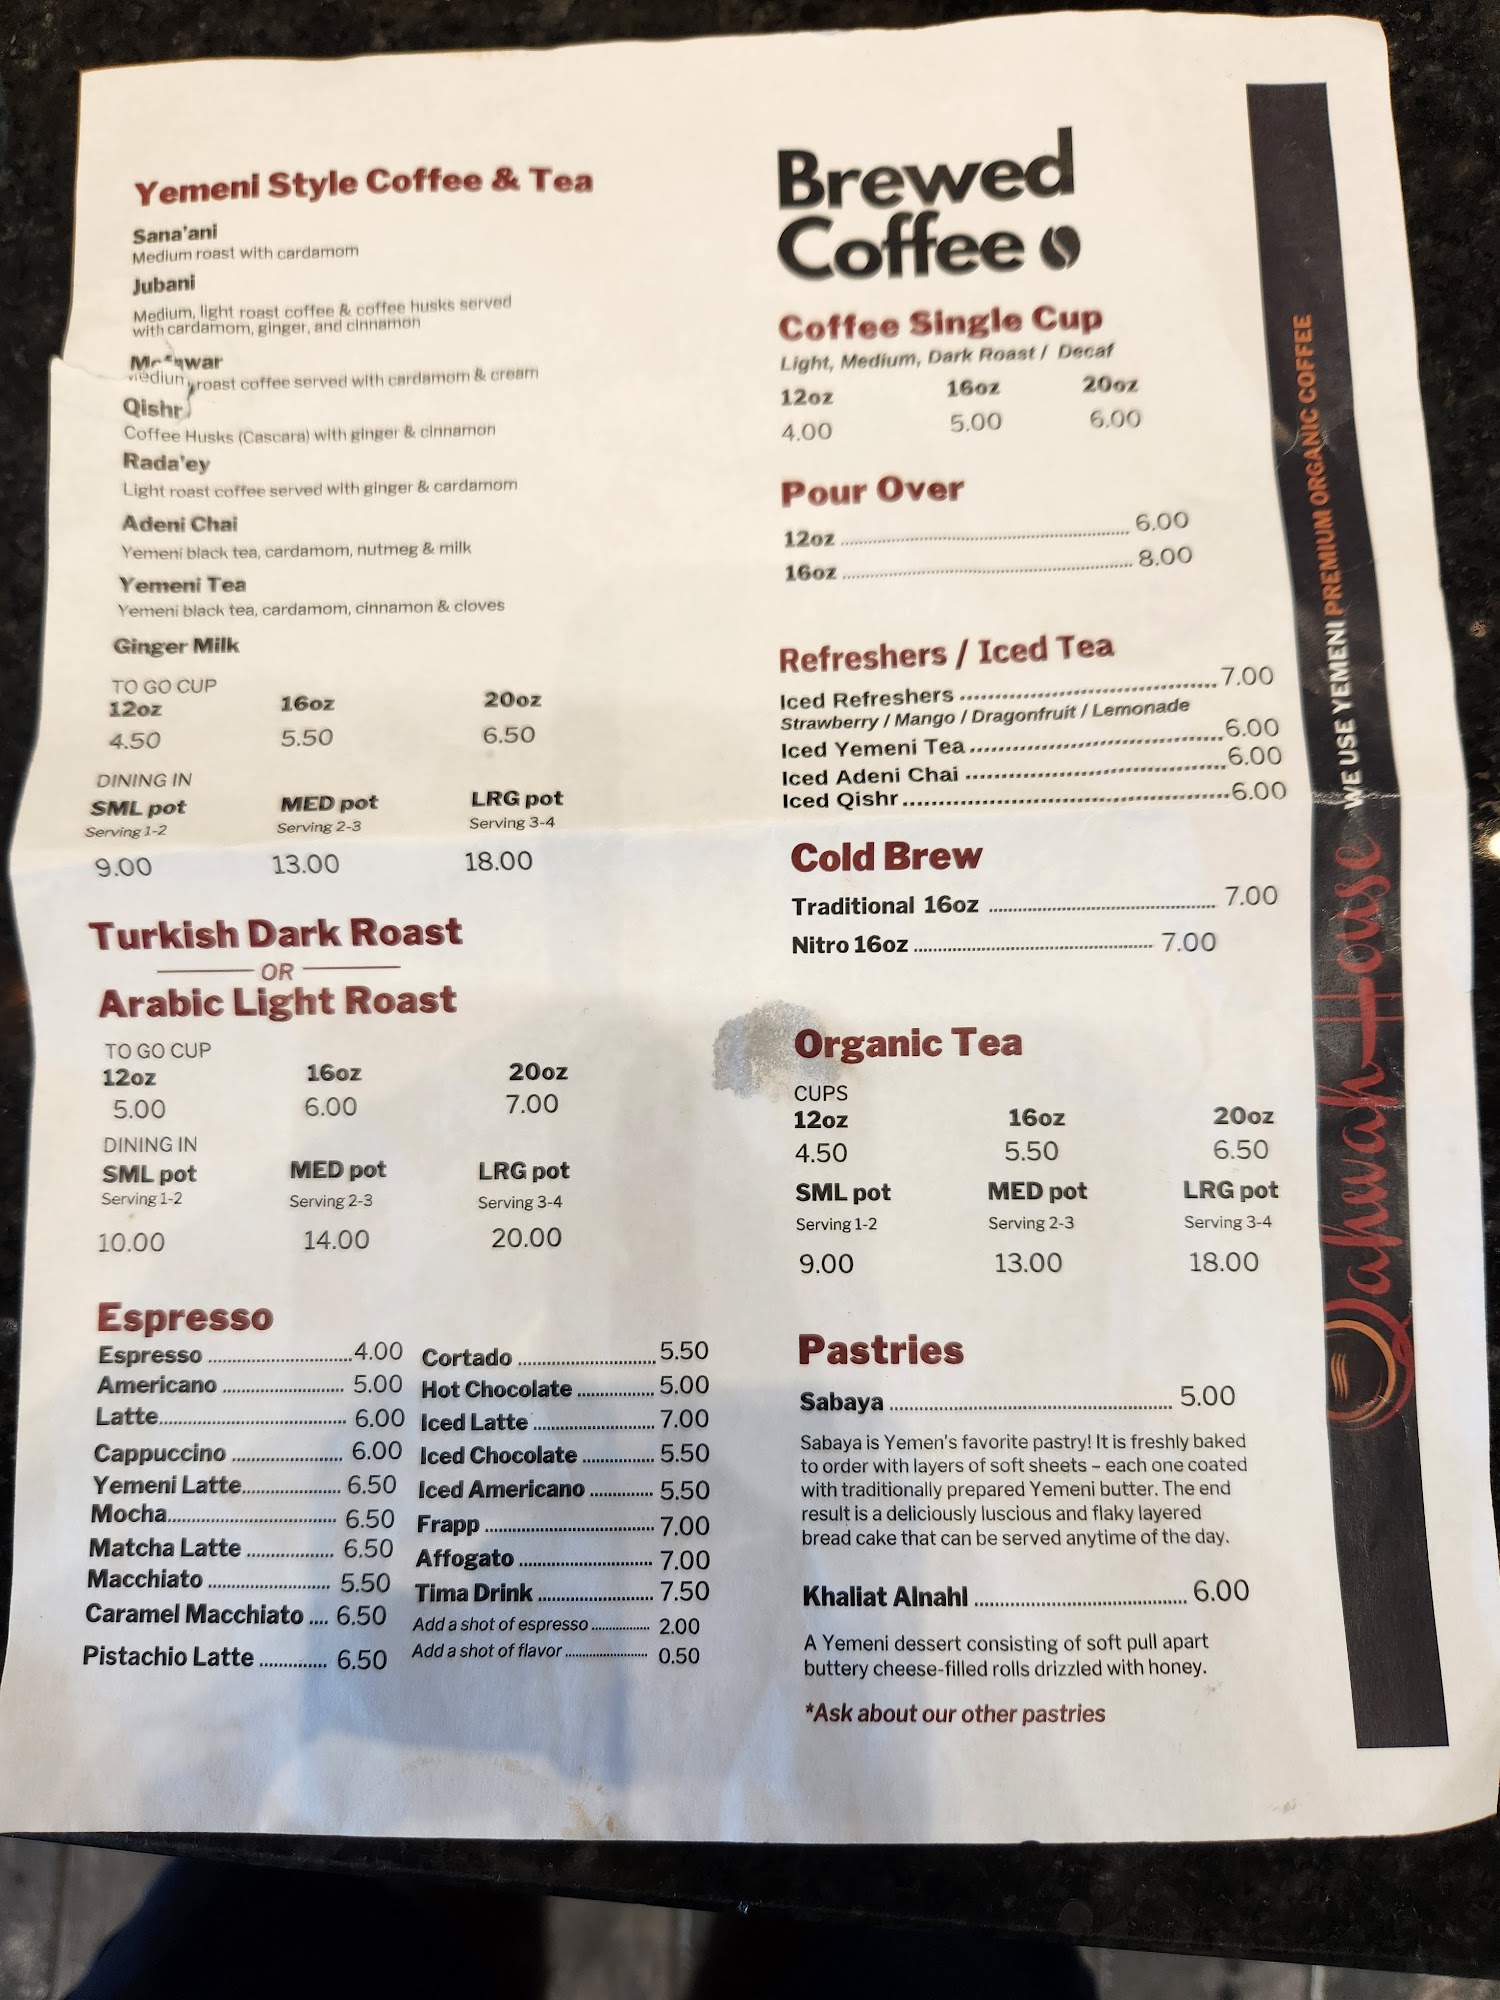 Yemeni Style Coffee & Tea
Sana'ani
Medium roast with cardamom
Jubani
Medium, light roast coffee & coffee husks served
with cardamom, ginger, and cinnamon
roast coffee served with cardamom & cream
Qishr
Coffee Husks (Cascara) with ginger & cinnamon
Rada'ey
Light roast coffee served with ginger & cardamom
Adeni Chai
Yemeni black tea, cardamom, nutmeg & milk
Yemeni Tea
Yemeni black tea, cardamom, cinnamon & cloves
Ginger Milk
TO GO CUP
12oz 16oz 20oz
4.50 5.50 6.50
DINING IN
SML pot MED pot LRG pot
Serving 1-2 Serving 2-3 Serving 3-4
9.00 13.00 18.00
Turkish Dark Roast
OR
Arabic Light Roast
TO GO CUP
12oz 16oz 20oz
5.00 6.00 7.00
DINING IN
SML pot MED pot LRG pot
Serving 1-2 Serving 2-3 Serving 3-4
10.00 14.00 20.00
Espresso
Espresso 4.00
Americano 5.00
Latte 6.00
Cappuccino 6.00
Yemeni Latte 6.50
Mocha 6.50
Matcha Latte 6.50
Macchiato 5.50
Caramel Macchiato 6.50
Pistachio Latte 6.50
Cortado 5.50
Hot Chocolate 5.00
Iced Latte 7.00
Iced Chocolate 5.50
Iced Americano 5.50
Frapp 7.00
Affogato 7.00
Tima Drink 7.50
Add a shot of espresso 2.00
Add a shot of flavor 0.50
Brewed
Coffee
Coffee Single Cup
Light, Medium, Dark Roast / Decaf
12oz 16oz 20oz
4.00 5.00 6.00
Pour Over
12oz 6.00
16oz 8.00
Refreshers / Iced Tea
Iced Refreshers 7.00
Strawberry / Mango / Dragonfruit / Lemonade
Iced Yemeni Tea 6.00
Iced Adeni Chai 6.00
Iced Qishr 6.00
Cold Brew
Traditional 16oz 7.00
Nitro 16oz 7.00
Organic Tea
CUPS
12oz 16oz 20oz
4.50 5.50 6.50
SML pot MED pot LRG pot
Serving 1-2 Serving 2-3 Serving 3-4
9.00 13.00 18.00
Pastries
Sabaya 5.00
Sabaya is Yemen's favorite pastry! It is freshly baked
to order with layers of soft sheets – each one coated
with traditionally prepared Yemeni butter. The end
result is a deliciously luscious and flaky layered
bread cake that can be served anytime of the day.
Khaliat Alnahl 6.00
A Yemeni dessert consisting of soft pull apart
buttery cheese-filled rolls drizzled with honey.
*Ask about our other pastries
Qahwah House WE USE YEMENI PREMIUM ORGANIC COFFEE